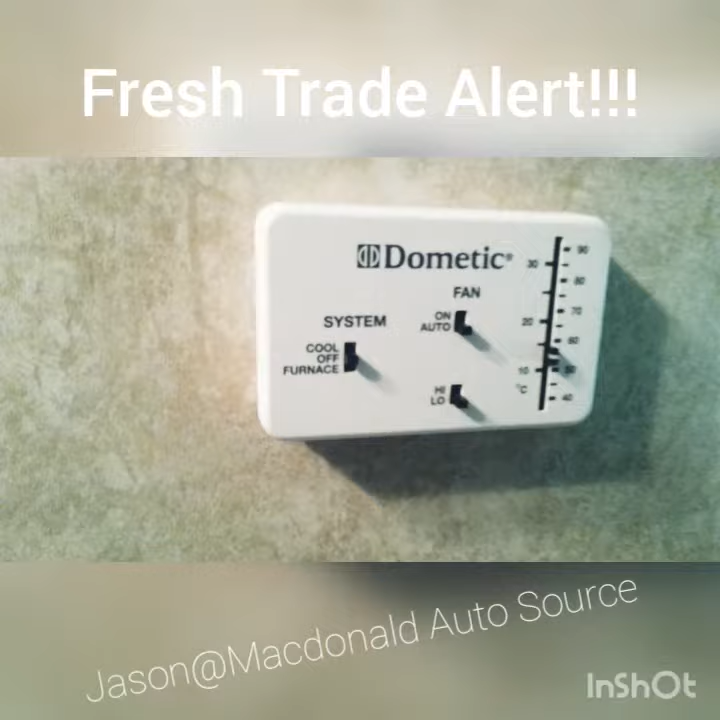 Fresh Trade Alert!!!
Dometic®
FAN
ON
AUTO
SYSTEM
COOL
OFF
FURNACE
HI
LO
30
20
10
°C
90
80
70
60
50
40
Jason@Macdonald Auto Source
InShOt